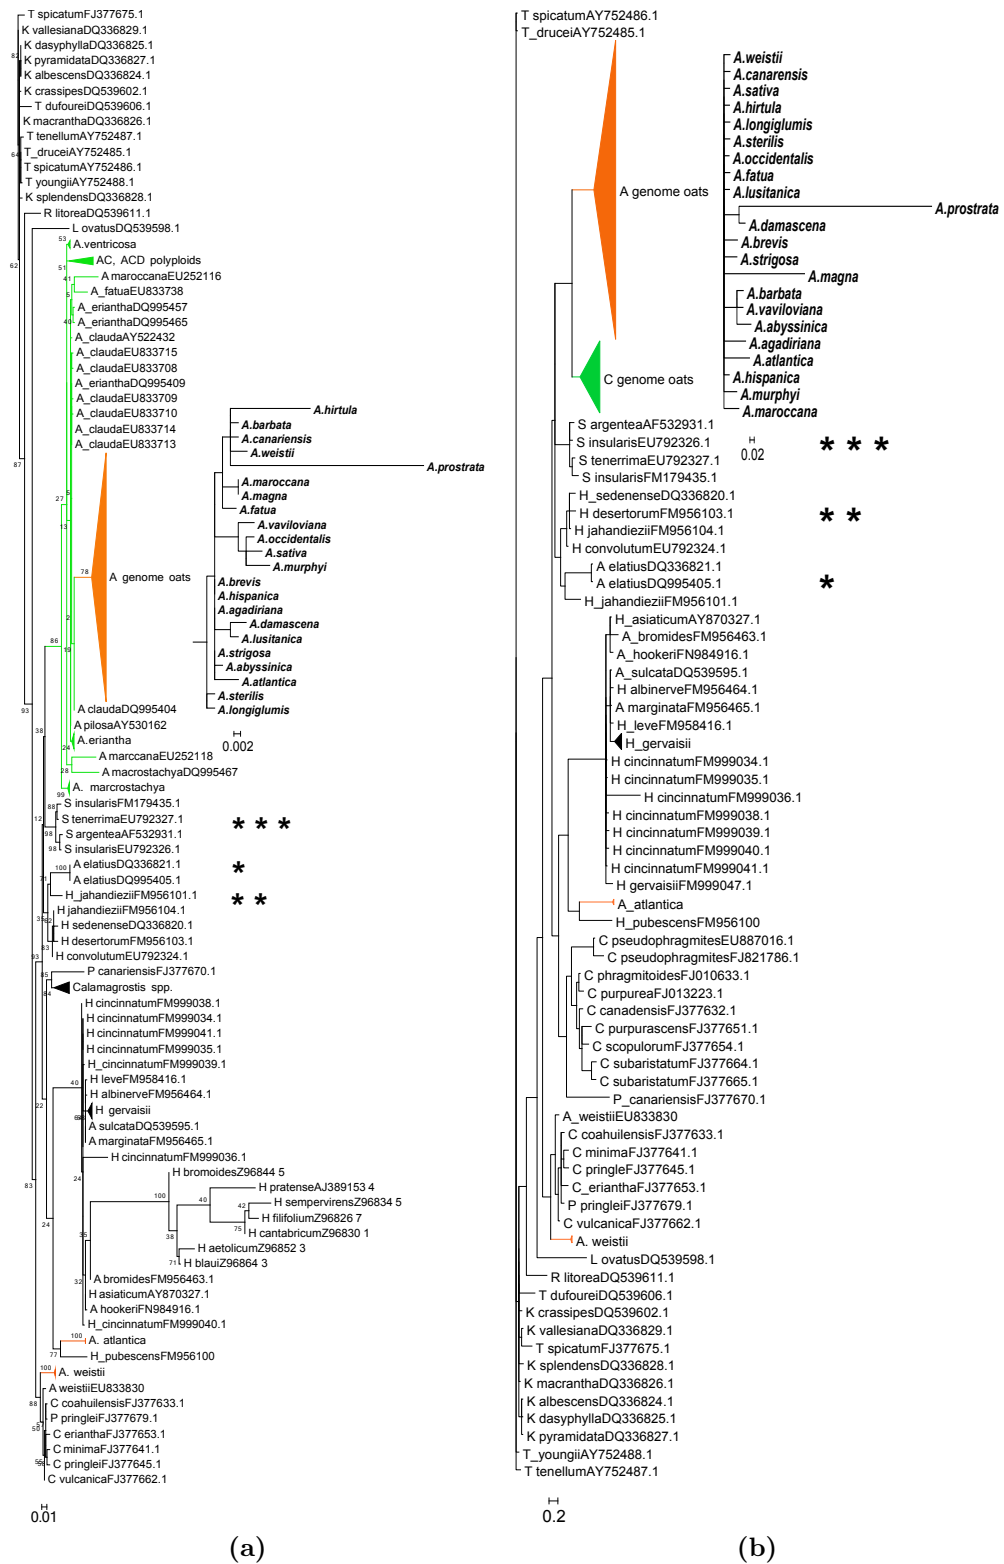 T spicatumFJ377675.1
K vallesianaDQ336829.1
K dasyphyllaDQ336825.1
K pyramidataDQ336827.1
K albescensDQ336824.1
K crassipesDQ539602.1
T dufoureiDQ539606.1
K macranthaDQ336826.1
T tenellumAY752487.1
T_druceiAY752485.1
T spicatumAY752486.1
T youngiiAY752488.1
K splendensDQ336828.1
R litoreaDQ539611.1
L ovatusDQ539598.1
A.ventricosa
AC, ACD polyploids
A maroccanaEU252116
A_fatuaEU833738
A_erianthaDQ995457
A_erianthaDQ995465
A_claudaAY522432
A_claudaEU833715
A_claudaEU833708
A_erianthaDQ995409
A_claudaEU833709
A_claudaEU833710
A_claudaEU833714
A_claudaEU833713
A genome oats
A claudaDQ995404
A pilosaAY530162
A.eriantha
A marccanaEU252118
A macrostachyaDQ995467
A. marcrostachya
S insularisFM179435.1
S tenerrimaEU792327.1
S argenteaAF532931.1
S insularisEU792326.1
A elatiusDQ336821.1
A elatiusDQ995405.1
H_jahandieziiFM956101.1
H jahandieziiFM956104.1
H sedenenseDQ336820.1
H desertorumFM956103.1
H convolutumEU792324.1
P canariensisFJ377670.1
Calamagrostis spp.
H cincinnatumFM999038.1
H cincinnatumFM999034.1
H cincinnatumFM999041.1
H cincinnatumFM999035.1
H_cincinnatumFM999039.1
H leveFM958416.1
H albinerveFM956464.1
H gervaisii
A sulcataDQ539595.1
A marginataFM956465.1
H cincinnatumFM999036.1
H bromoidesZ96844 5
H pratenseAJ389153 4
H sempervirensZ96834 5
H filifoliumZ96826 7
H cantabricumZ96830 1
H aetolicumZ96852 3
H blauiZ96864 3
A bromidesFM956463.1
H asiaticumAY870327.1
A hookeriFN984916.1
H_cincinnatumFM999040.1
A. atlantica
H_pubescensFM956100
A. weistii
A weistiiEU833830
C coahuilensisFJ377633.1
P pringleiFJ377679.1
C erianthaFJ377653.1
C minimaFJ377641.1
C pringleiFJ377645.1
C vulcanicaFJ377662.1
0.01
A.hirtula
A.barbata
A.canariensis
A.weistii
A.prostrata
A.maroccana
A.magna
A.fatua
A.vaviloviana
A.occidentalis
A.sativa
A.murphyi
A.brevis
A.hispanica
A.agadiriana
A.damascena
A.lusitanica
A.strigosa
A.abyssinica
A.atlantica
A.sterilis
A.longiglumis
0.002
* * *
*
* *
(a)
T spicatumAY752486.1
T_druceiAY752485.1
A genome oats
C genome oats
S argenteaAF532931.1
S insularisEU792326.1
S tenerrimaEU792327.1
S insularisFM179435.1
H_sedenenseDQ336820.1
H desertorumFM956103.1
H jahandieziiFM956104.1
H convolutumEU792324.1
A elatiusDQ336821.1
A elatiusDQ995405.1
H_jahandieziiFM956101.1
H_asiaticumAY870327.1
A_bromidesFM956463.1
A_hookeriFN984916.1
A_sulcataDQ539595.1
H albinerveFM956464.1
A marginataFM956465.1
H_leveFM958416.1
H_gervaisii
H cincinnatumFM999034.1
H cincinnatumFM999035.1
H cincinnatumFM999036.1
H cincinnatumFM999038.1
H cincinnatumFM999039.1
H cincinnatumFM999040.1
H cincinnatumFM999041.1
H gervaisiiFM999047.1
A_atlantica
H_pubescensFM956100
C pseudophragmitesEU887016.1
C pseudophragmitesFJ821786.1
C phragmitoidesFJ010633.1
C purpureaFJ013223.1
C canadensisFJ377632.1
C purpurascensFJ377651.1
C scopulorumFJ377654.1
C subaristatumFJ377664.1
C subaristatumFJ377665.1
P_canariensisFJ377670.1
A_weistiiEU833830
C coahuilensisFJ377633.1
C minimaFJ377641.1
C pringleFJ377645.1
C_erianthaFJ377653.1
P pringleiFJ377679.1
C vulcanicaFJ377662.1
A. weistii
L ovatusDQ539598.1
R litoreaDQ539611.1
T dufoureiDQ539606.1
K crassipesDQ539602.1
K vallesianaDQ336829.1
T spicatumFJ377675.1
K splendensDQ336828.1
K macranthaDQ336826.1
K albescensDQ336824.1
K dasyphyllaDQ336825.1
K pyramidataDQ336827.1
T_youngiiAY752488.1
T tenellumAY752487.1
0.2
A.weistii
A.canarensis
A.sativa
A.hirtula
A.longiglumis
A.sterilis
A.occidentalis
A.fatua
A.lusitanica
A.prostrata
A.damascena
A.brevis
A.strigosa
A.magna
A.barbata
A.vaviloviana
A.abyssinica
A.agadiriana
A.atlantica
A.hispanica
A.murphyi
A.maroccana
0.02
* * *
* *
*
(b)